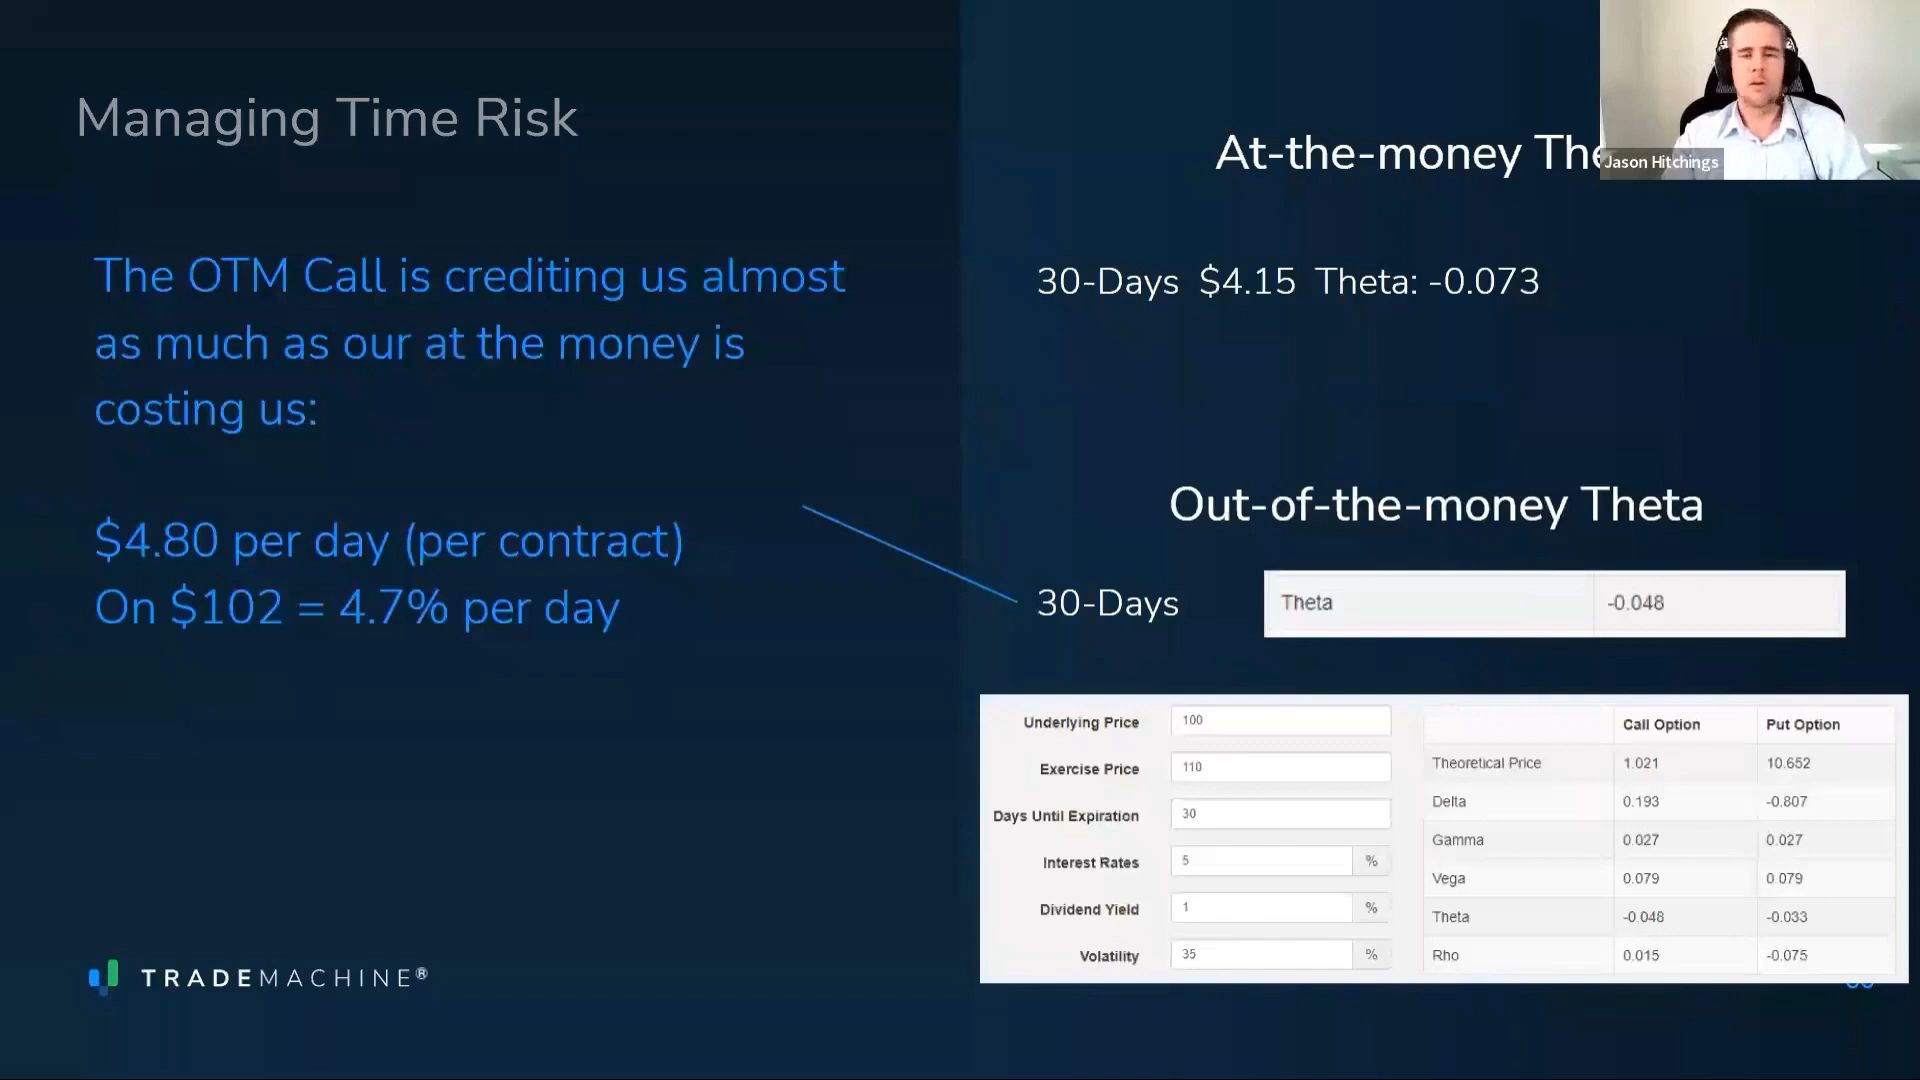 Managing Time Risk
The OTM Call is crediting us almost
as much as our at the money is
costing us:
$4.80 per day (per contract)
On $102 = 4.7% per day
TRADEMACHINE®
At-the-money The
Jason Hitchings
30-Days $4.15 Theta: -0.073
Out-of-the-money Theta
30-Days Theta -0.048
Underlying Price 100
Exercise Price 110
Days Until Expiration 30
Interest Rates 5 %
Dividend Yield 1 %
Volatility 35 %
Call Option Put Option
Theoretical Price 1.021 10.652
Delta 0.193 -0.807
Gamma 0.027 0.027
Vega 0.079 0.079
Theta -0.048 -0.033
Rho 0.015 -0.075